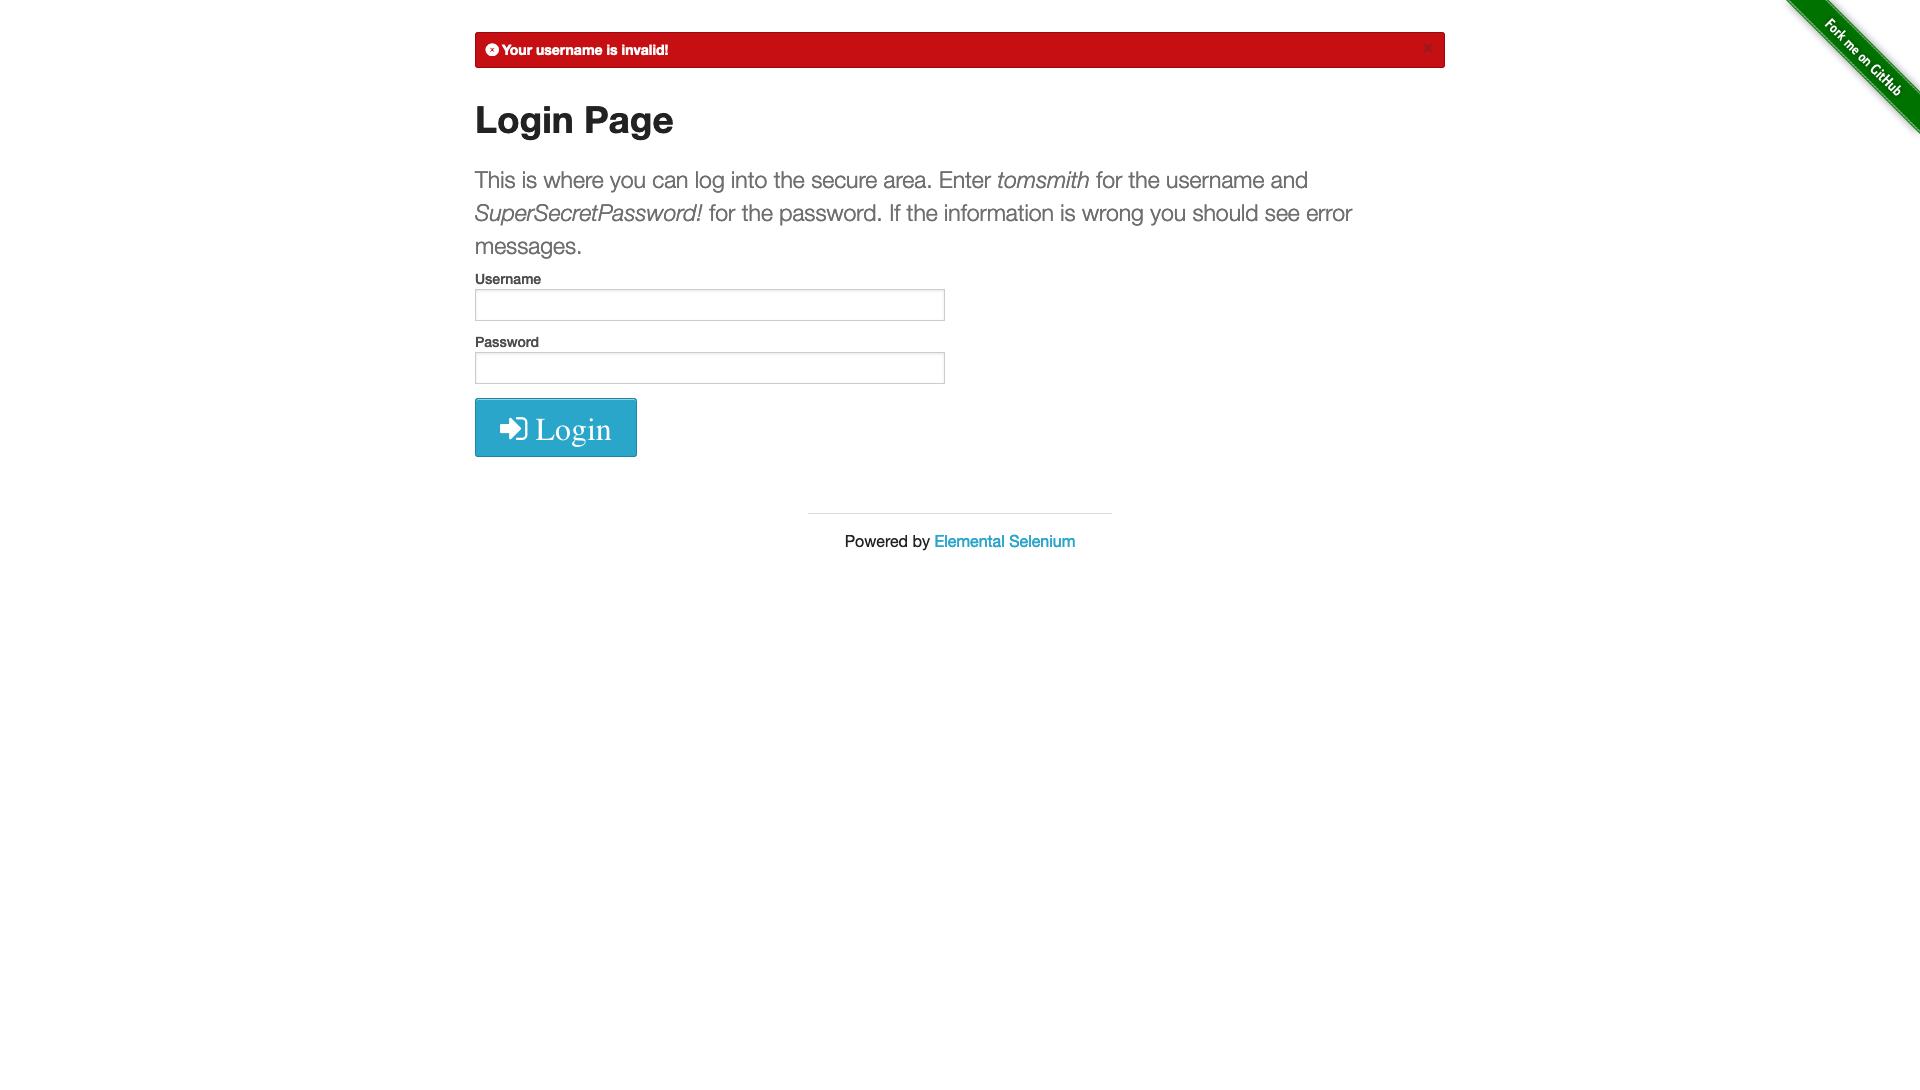 Your username is invalid!
×
Fork me on GitHub
Login Page
This is where you can log into the secure area. Enter tomsmith for the username and
SuperSecretPassword! for the password. If the information is wrong you should see error
messages.
Username
Password
Login
Powered by Elemental Selenium